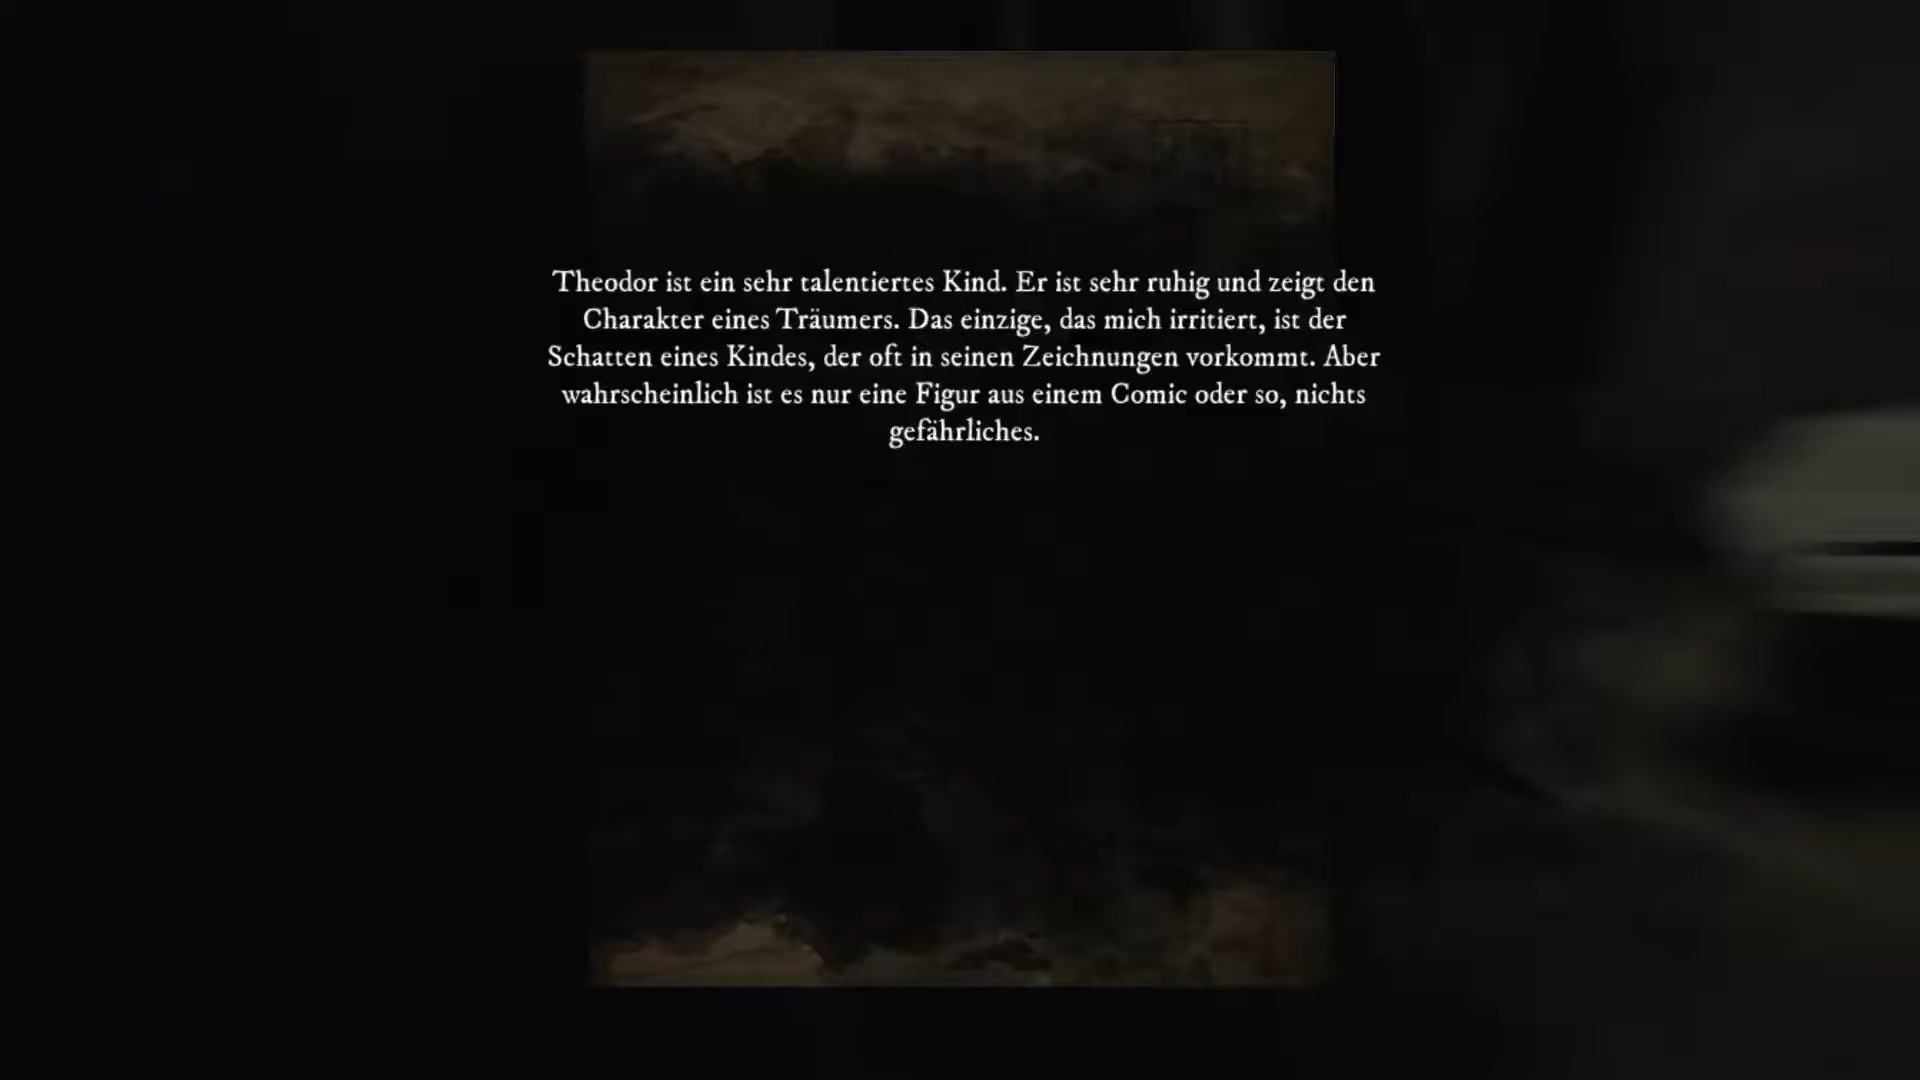 Theodor ist ein sehr talentiertes Kind. Er ist sehr ruhig und zeigt den
Charakter eines Träumers. Das einzige, das mich irritiert, ist der
Schatten eines Kindes, der oft in seinen Zeichnungen vorkommt. Aber
wahrscheinlich ist es nur eine Figur aus einem Comic oder so, nichts
gefährliches.